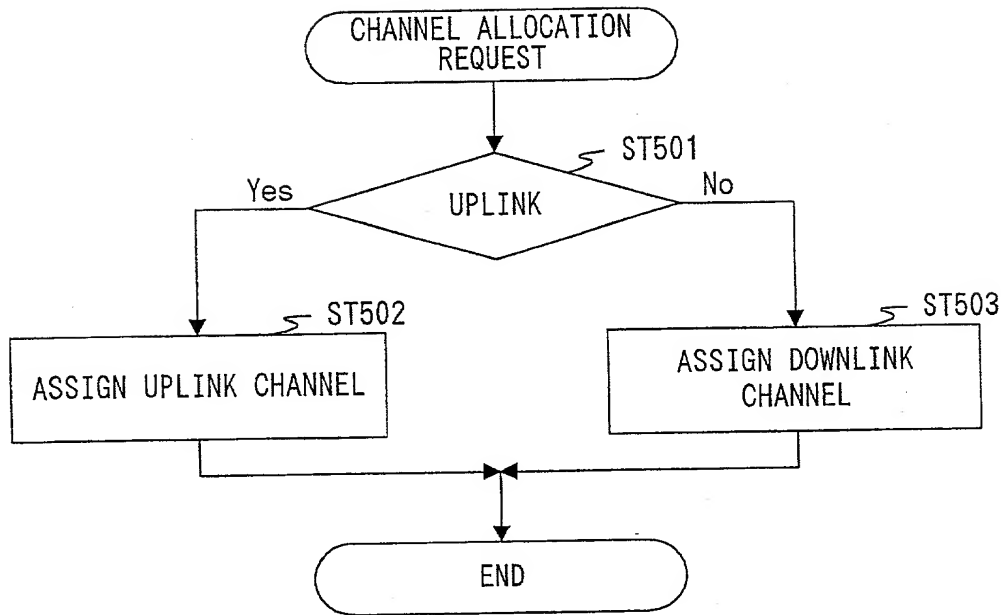 CHANNEL ALLOCATION
REQUEST
ST501
Yes
UPLINK
No
ST502
ST503
ASSIGN UPLINK CHANNEL
ASSIGN DOWNLINK
CHANNEL
END